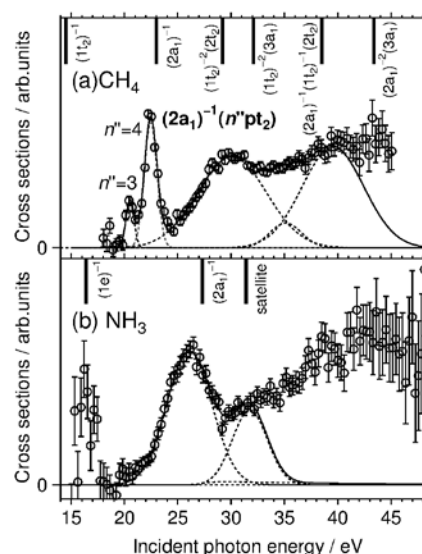 (1t₂)⁻¹
(2a₁)⁻¹
(1t₂)⁻²(2t₂)
(1t₂)⁻²(3a₁)
(2a₁)⁻¹(1t₂)⁻¹(2t₂)
(2a₁)⁻²(3a₁)
(a)CH₄
(2a₁)⁻¹(n"pt₂)
n"=4
n"=3
Cross sections / arb.units
0
(1e)⁻¹
(2a₁)⁻¹
satellite
(b) NH₃
Cross sections / arb.units
0
15 20 25 30 35 40 45
Incident photon energy / eV